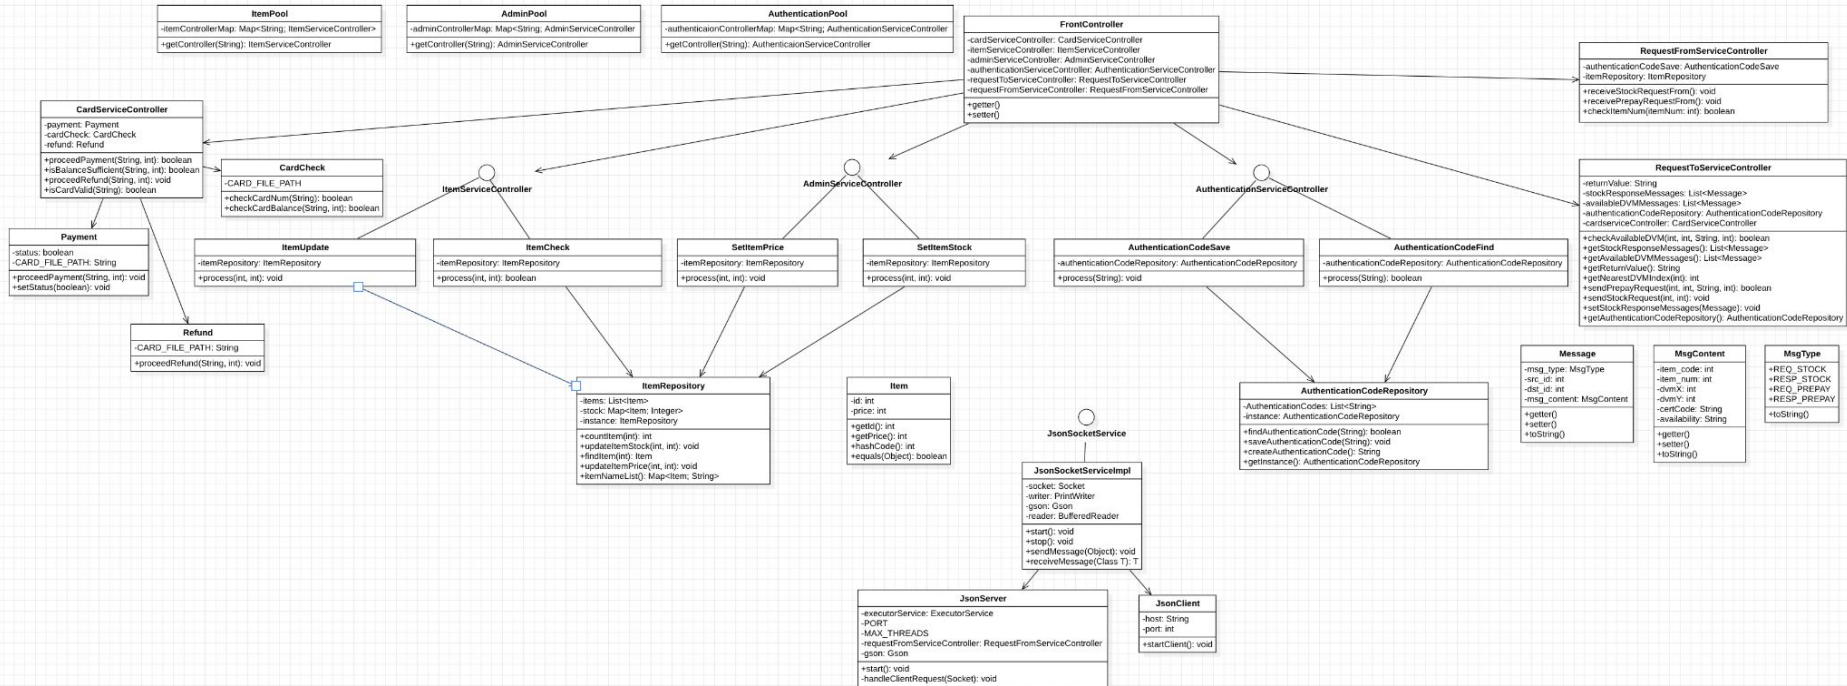 ItemPool
-itemControllerMap: Map<String; ItemServiceController>
+getController(String): ItemServiceController
AdminPool
-adminControllerMap: Map<String; AdminServiceController
+getController(String): AdminServiceController
AuthenticationPool
-authenticaionControllerMap: Map<String; AuthenticationServiceController
+getController(String): AuthenticaionServiceController
FrontController
-cardServiceController: CardServiceController
-itemServiceController: ItemServiceController
-adminServiceController: AdminServiceController
-authenticationServiceController: AuthenticationServiceController
-requestToServiceController: RequestToServiceController
-requestFromServiceController: RequestFromServiceController
+getter()
+setter()
RequestFromServiceController
-authenticationCodeSave: AuthenticationCodeSave
-itemRepository: ItemRepository
+receiveStockRequestFrom(): void
+receivePrepayRequestFrom(): void
+checkItemNum(itemNum: int): boolean
CardServiceController
-payment: Payment
-cardCheck: CardCheck
-refund: Refund
+proceedPayment(String, int): boolean
+isBalanceSufficient(String, int): boolean
+proceedRefund(String, int): void
+isCardValid(String): boolean
CardCheck
-CARD_FILE_PATH
+checkCardNum(String): boolean
+checkCardBalance(String, int): boolean
ItemServiceController
AdminServiceController
AuthenticationServiceController
RequestToServiceController
-returnValue: String
-stockResponseMessages: List<Message>
-availableDVMMessages: List<Message>
-authenticationCodeRepository: AuthenticationCodeRepository
-cardserviceController: CardServiceController
+checkAvailableDVM(int, int, String, int): boolean
+getStockResponseMessages(): List<Message>
+getAvailableDVMMessages(): List<Message>
+getReturnValue(): String
+getNearestDVMIndex(int): int
+sendPrepayRequest(int, int, String, int): boolean
+sendStockRequest(int, int): void
+setStockResponseMessages(Message): void
+getAuthenticationCodeRepository(): AuthenticationCodeRepository
Payment
-status: boolean
-CARD_FILE_PATH: String
+proceedPayment(String, int): void
+setStatus(boolean): void
ItemUpdate
-itemRepository: ItemRepository
+process(int, int): void
ItemCheck
-itemRepository: ItemRepository
+process(int, int): boolean
SetItemPrice
-itemRepository: ItemRepository
+process(int, int): void
SetItemStock
-itemRepository: ItemRepository
+process(int, int): void
AuthenticationCodeSave
-authenticationCodeRepository: AuthenticationCodeRepository
+process(String): void
AuthenticationCodeFind
-authenticationCodeRepository: AuthenticationCodeRepository
+process(String): boolean
Refund
-CARD_FILE_PATH: String
+proceedRefund(String, int): void
ItemRepository
-items: List<Item>
-stock: Map<Item; Integer>
-instance: ItemRepository
+countItem(int): int
+updateItemStock(int, int): void
+findItem(int): Item
+updateItemPrice(int, int): void
+itemNameList(): Map<Item; String>
Item
-id: int
-price: int
+getId(): int
+getPrice(): int
+hashCode(): int
+equals(Object): boolean
AuthenticationCodeRepository
-AuthenticationCodes: List<String>
-instance: AuthenticationCodeRepository
+findAuthenticationCode(String): boolean
+saveAuthenticationCode(String): void
+createAuthenticationCode(): String
+getInstance(): AuthenticationCodeRepository
Message
-msg_type: MsgType
-src_id: int
-dst_id: int
-msg_content: MsgContent
+getter()
+setter()
+toString()
MsgContent
-item_code: int
-item_num: int
-dvmX: int
-dvmY: int
-certCode: String
-availability: String
+getter()
+setter()
+toString()
MsgType
+REQ_STOCK
+RESP_STOCK
+REQ_PREPAY
+RESP_PREPAY
+toString()
JsonSocketService
JsonSocketServiceImpl
-socket: Socket
-writer: PrintWriter
-gson: Gson
-reader: BufferedReader
+start(): void
+stop(): void
+sendMessage(Object): void
+receiveMessage(Class T): T
JsonServer
-executorService: ExecutorService
-PORT
-MAX_THREADS
-requestFromServiceController: RequestFromServiceController
-gson: Gson
+start(): void
-handleClientRequest(Socket): void
JsonClient
-host: String
-port: int
+startClient(): void